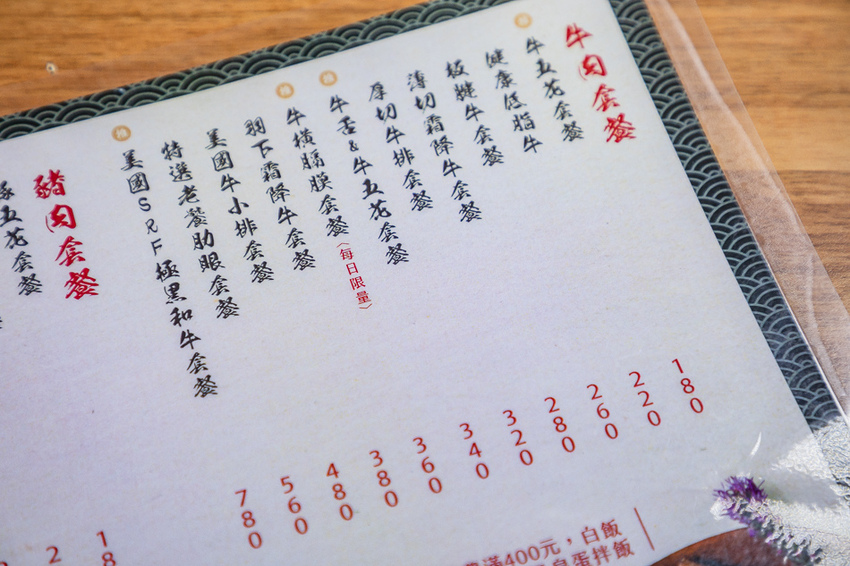 牛肉套餐
牛五花套餐 180
健康低脂牛 220
板腱牛套餐 260
薄切霜降牛套餐 280
厚切牛排套餐 320
牛舌&牛五花套餐 340
牛橫膈膜套餐〈每日限量〉 360
羽下霜降牛套餐 380
美國牛小排套餐 480
特選老饕肋眼套餐 560
美國SRF極黑和牛套餐 780
豬肉套餐
五花套餐 18
滿400元，白飯
蛋拌飯